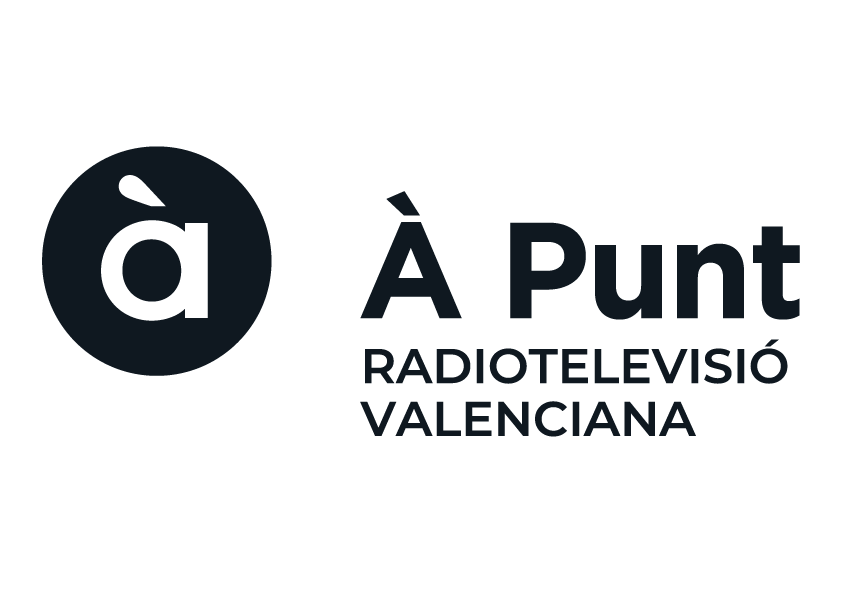 à
À Punt
RADIOTELEVISIÓ
VALENCIANA